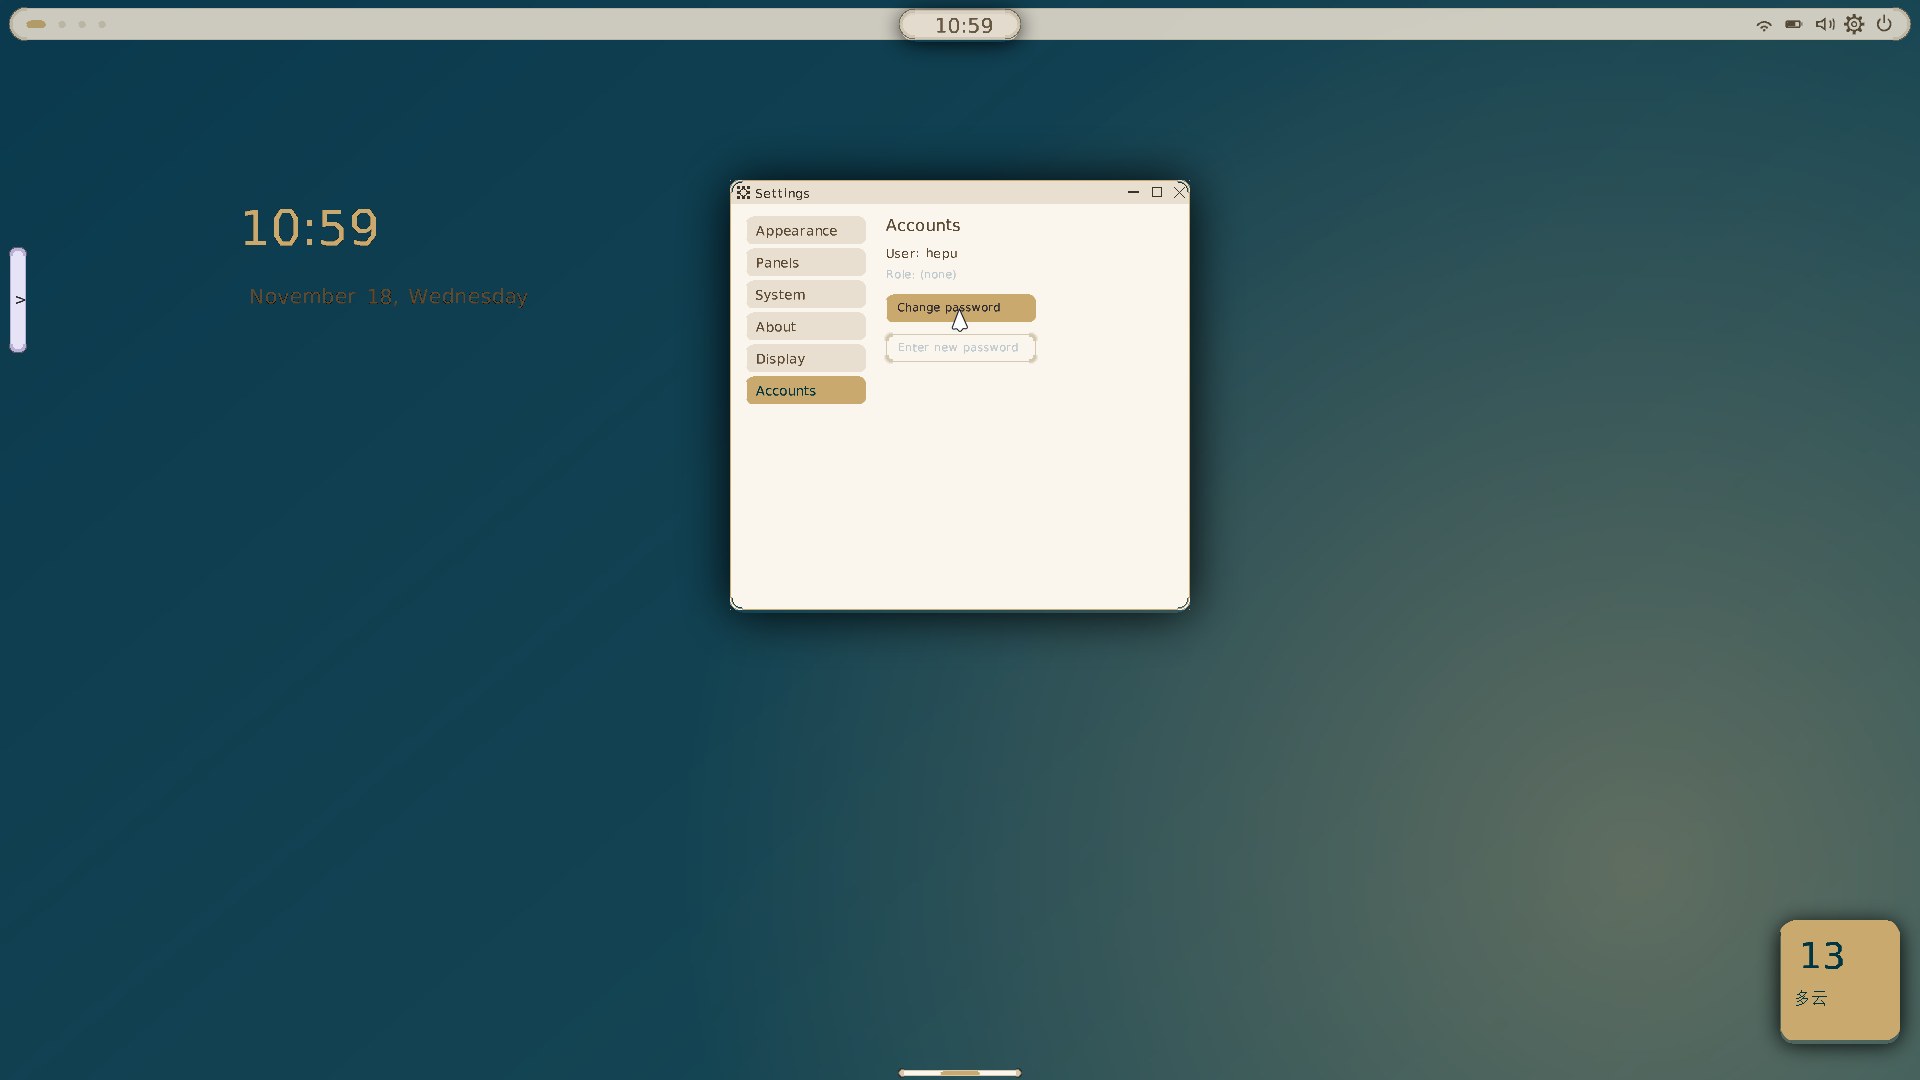 10:59
10:59
November 18, Wednesday
>
Settings
Appearance
Panels
System
About
Display
Accounts
Accounts
User: hepu
Role: (none)
Change password
Enter new password
13
多云